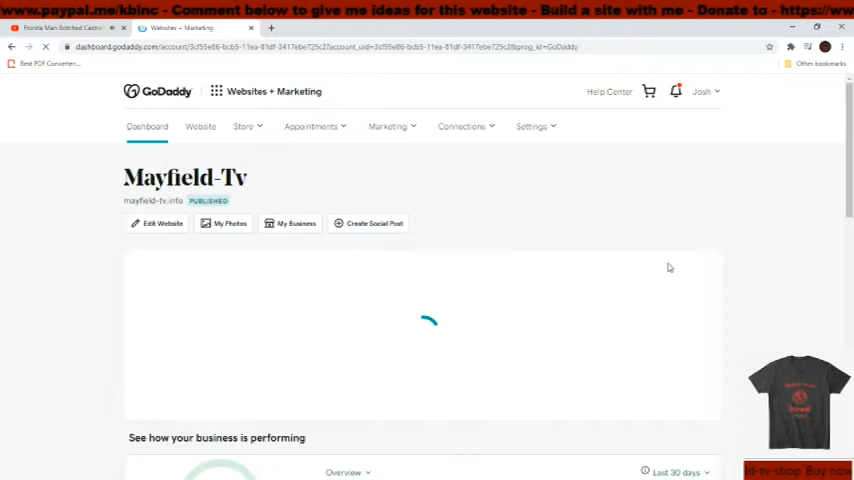 www.paypal.me/kbinc - Comment below to give me ideas for this website - Build a site with me - Donate to - https://ww
Florida Man Botched Castra
Websites + Marketing
dashboard.godaddy.com/account/3cf55e86-bcb5-11ea-81df-3417ebe725c2?account_uid=3cf55e86-bcb5-11ea-81df-3417ebe725c2&prog_id=GoDaddy
Best PDF Converter...
Other bookmarks
GoDaddy
Websites + Marketing
Help Center
Josh
Dashboard
Website
Store
Appointments
Marketing
Connections
Settings
Mayfield-Tv
mayfield-tv.info
PUBLISHED
Edit Website
My Photos
My Business
Create Social Post
See how your business is performing
Overview
Last 30 days
ld-tv-shop Buy now